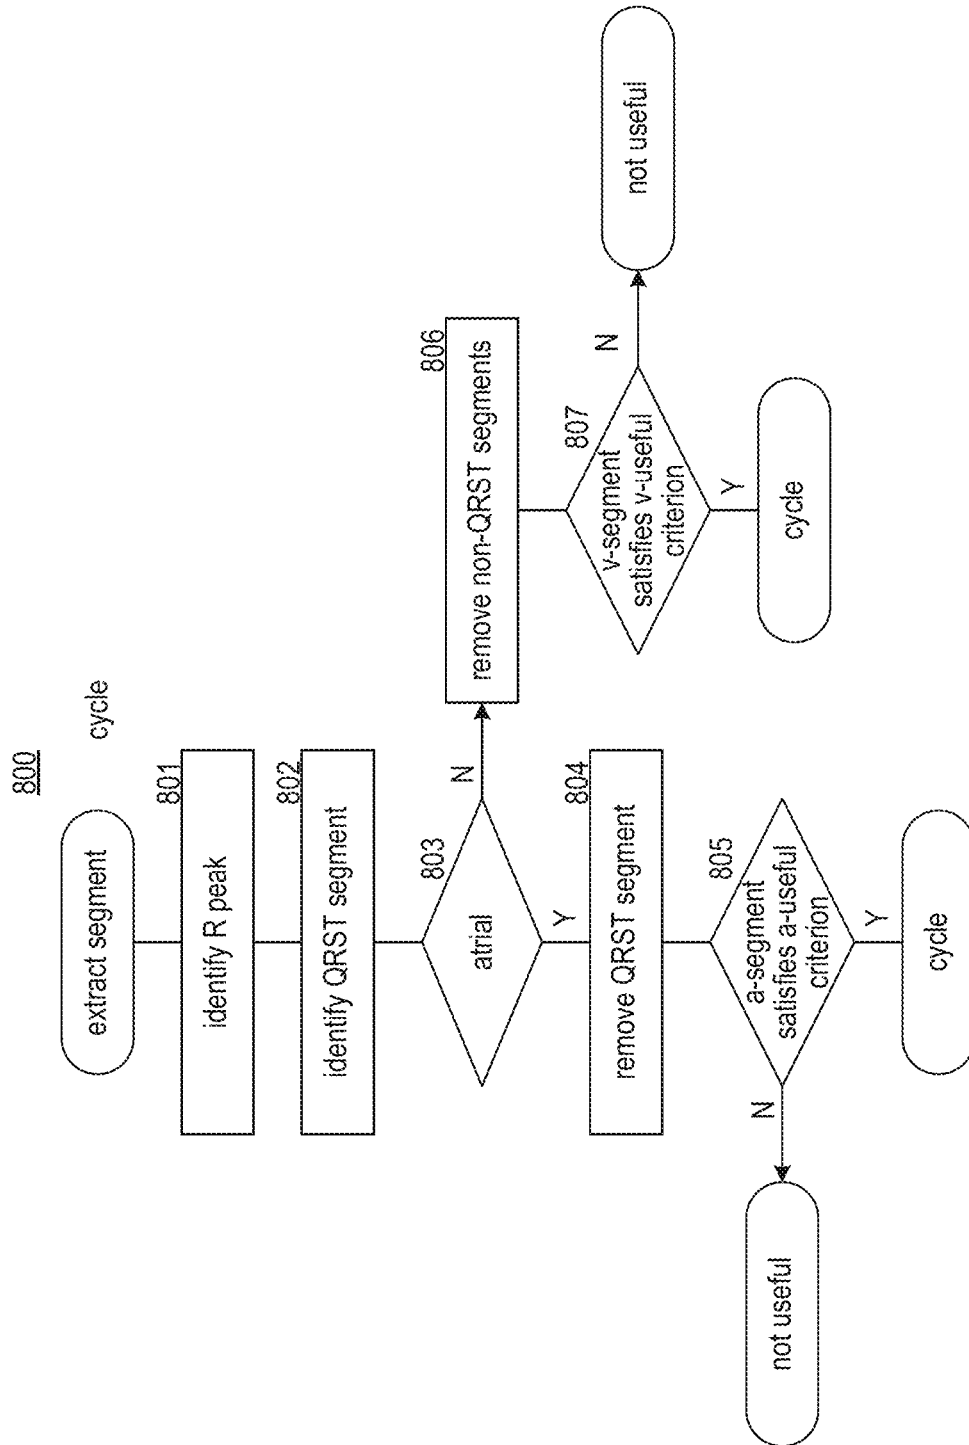 800
extract segment
cycle
801
identify R peak
802
identify QRST segment
803
atrial
N
Y
806
remove non-QRST segments
807
v-segment
satisfies v-useful
criterion
N
not useful
Y
cycle
804
remove QRST segment
805
a-segment
satisfies a-useful
criterion
N
not useful
Y
cycle